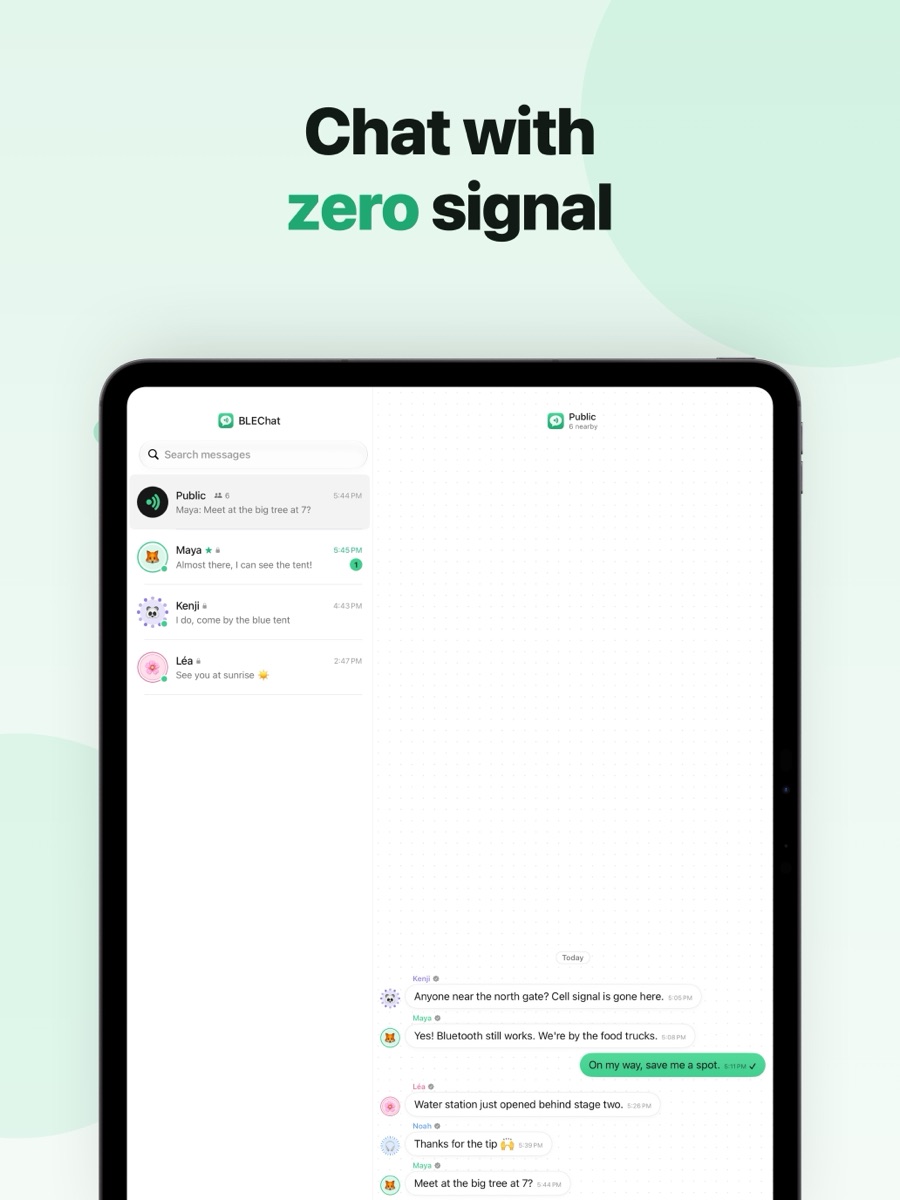 Chat with
zero signal
BLEChat
Search messages
Public 6 5:44 PM
Maya: Meet at the big tree at 7?
Maya 5:45 PM
Almost there, I can see the tent! 1
Kenji 4:43 PM
I do, come by the blue tent
Léa 2:47 PM
See you at sunrise ☀️
Public
6 nearby
Today
Kenji
Anyone near the north gate? Cell signal is gone here. 5:05 PM
Maya
Yes! Bluetooth still works. We're by the food trucks. 5:08 PM
On my way, save me a spot. 5:11 PM ✓
Léa
Water station just opened behind stage two. 5:26 PM
Noah
Thanks for the tip 🙌 5:39 PM
Maya
Meet at the big tree at 7? 5:44 PM